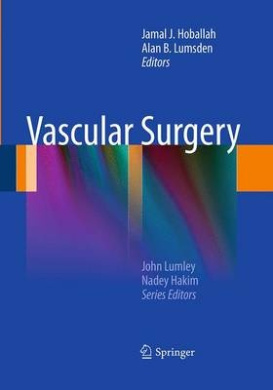 Jamal J. Hoballah
Alan B. Lumsden
Editors
Vascular Surgery
John Lumley
Nadey Hakim
Series Editors
Springer